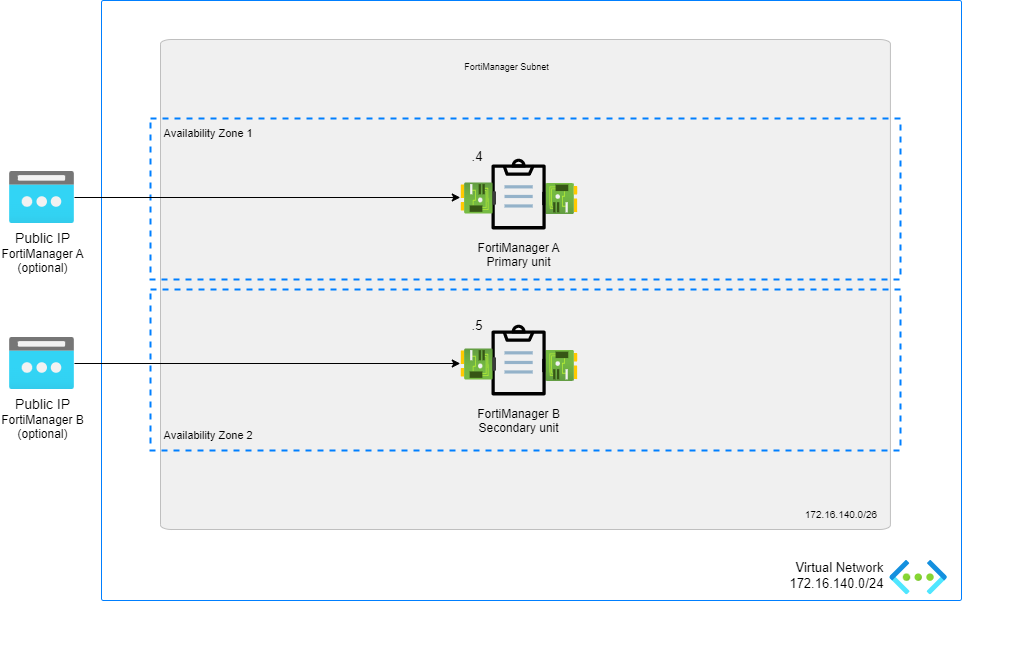 FortiManager Subnet
Availability Zone 1
.4
Public IP
FortiManager A
(optional)
FortiManager A
Primary unit
.5
Public IP
FortiManager B
(optional)
FortiManager B
Secondary unit
Availability Zone 2
172.16.140.0/26
Virtual Network
172.16.140.0/24